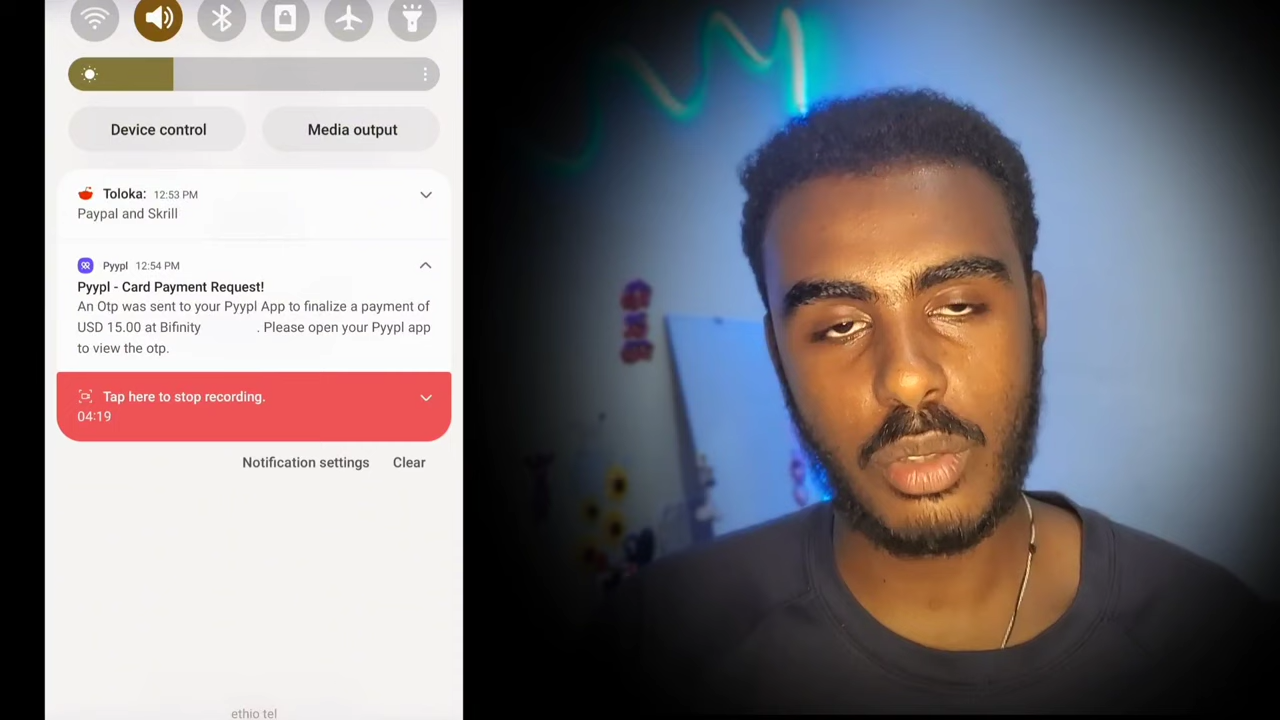 Device control
Media output
Toloka: 12:53 PM
Paypal and Skrill
Pyypl 12:54 PM
Pyypl - Card Payment Request!
An Otp was sent to your Pyypl App to finalize a payment of
USD 15.00 at Bifinity . Please open your Pyypl app
to view the otp.
Tap here to stop recording.
04:19
Notification settings
Clear
ethio tel